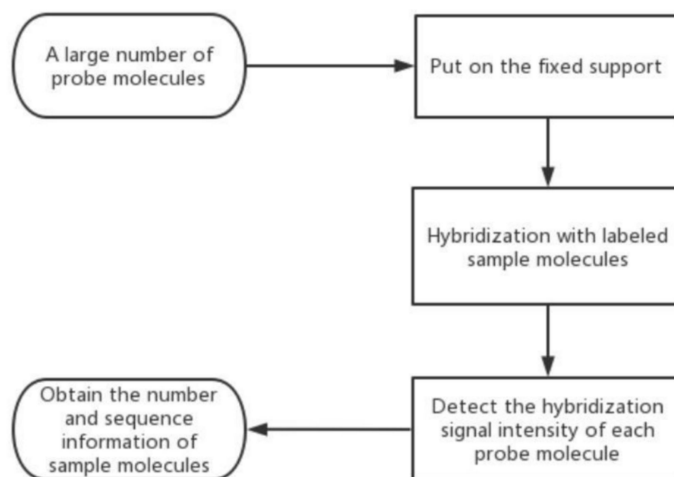 A large number of
probe molecules
Put on the fixed support
Hybridization with labeled
sample molecules
Detect the hybridization
signal intensity of each
probe molecule
Obtain the number
and sequence
information of
sample molecules